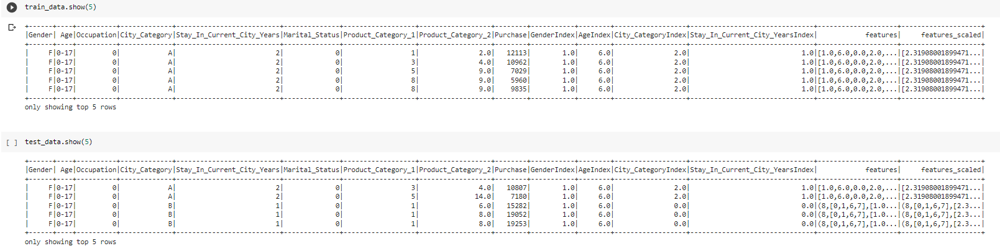 train_data.show(5)
+------+----+----------+-------------+--------------------------+--------------+------------------+------------------+--------+-----------+--------+------------------+-------------------------------+--------------------+--------------------+
|Gender| Age|Occupation|City_Category|Stay_In_Current_City_Years|Marital_Status|Product_Category_1|Product_Category_2|Purchase|GenderIndex|AgeIndex|City_CategoryIndex|Stay_In_Current_City_YearsIndex|            features|     features_scaled|
+------+----+----------+-------------+--------------------------+--------------+------------------+------------------+--------+-----------+--------+------------------+-------------------------------+--------------------+--------------------+
|     F|0-17|         0|            A|                         2|             0|                 1|               2.0|   12113|        1.0|     6.0|               2.0|                            1.0|[1.0,6.0,0.0,2.0,...|[2.31908001899471...|
|     F|0-17|         0|            A|                         2|             0|                 3|               4.0|   10962|        1.0|     6.0|               2.0|                            1.0|[1.0,6.0,0.0,2.0,...|[2.31908001899471...|
|     F|0-17|         0|            A|                         2|             0|                 5|               9.0|    7029|        1.0|     6.0|               2.0|                            1.0|[1.0,6.0,0.0,2.0,...|[2.31908001899471...|
|     F|0-17|         0|            A|                         2|             0|                 8|               9.0|    5960|        1.0|     6.0|               2.0|                            1.0|[1.0,6.0,0.0,2.0,...|[2.31908001899471...|
|     F|0-17|         0|            A|                         2|             0|                 8|               9.0|    9835|        1.0|     6.0|               2.0|                            1.0|[1.0,6.0,0.0,2.0,...|[2.31908001899471...|
+------+----+----------+-------------+--------------------------+--------------+------------------+------------------+--------+-----------+--------+------------------+-------------------------------+--------------------+--------------------+
only showing top 5 rows
[ ] test_data.show(5)
+------+----+----------+-------------+--------------------------+--------------+------------------+------------------+--------+-----------+--------+------------------+-------------------------------+--------------------+--------------------+
|Gender| Age|Occupation|City_Category|Stay_In_Current_City_Years|Marital_Status|Product_Category_1|Product_Category_2|Purchase|GenderIndex|AgeIndex|City_CategoryIndex|Stay_In_Current_City_YearsIndex|            features|     features_scaled|
+------+----+----------+-------------+--------------------------+--------------+------------------+------------------+--------+-----------+--------+------------------+-------------------------------+--------------------+--------------------+
|     F|0-17|         0|            A|                         2|             0|                 3|               4.0|   10807|        1.0|     6.0|               2.0|                            1.0|[1.0,6.0,0.0,2.0,...|[2.31908001899471...|
|     F|0-17|         0|            A|                         2|             0|                 5|              14.0|    7180|        1.0|     6.0|               2.0|                            1.0|[1.0,6.0,0.0,2.0,...|[2.31908001899471...|
|     F|0-17|         0|            B|                         1|             0|                 1|               6.0|   15282|        1.0|     6.0|               0.0|                            0.0|(8,[0,1,6,7],[1.0...|(8,[0,1,6,7],[2.3...|
|     F|0-17|         0|            B|                         1|             0|                 1|               8.0|   19052|        1.0|     6.0|               0.0|                            0.0|(8,[0,1,6,7],[1.0...|(8,[0,1,6,7],[2.3...|
|     F|0-17|         0|            B|                         1|             0|                 1|               8.0|   19253|        1.0|     6.0|               0.0|                            0.0|(8,[0,1,6,7],[1.0...|(8,[0,1,6,7],[2.3...|
+------+----+----------+-------------+--------------------------+--------------+------------------+------------------+--------+-----------+--------+------------------+-------------------------------+--------------------+--------------------+
only showing top 5 rows